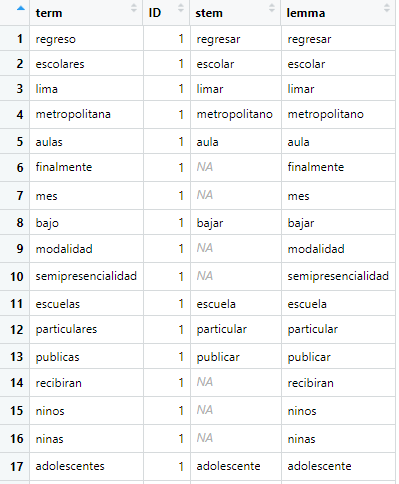 term ID stem lemma
1 regreso 1 regresar regresar
2 escolares 1 escolar escolar
3 lima 1 limar limar
4 metropolitana 1 metropolitano metropolitano
5 aulas 1 aula aula
6 finalmente 1 NA finalmente
7 mes 1 NA mes
8 bajo 1 bajar bajar
9 modalidad 1 NA modalidad
10 semipresencialidad 1 NA semipresencialidad
11 escuelas 1 escuela escuela
12 particulares 1 particular particular
13 publicas 1 publicar publicar
14 recibiran 1 NA recibiran
15 ninos 1 NA ninos
16 ninas 1 NA ninas
17 adolescentes 1 adolescente adolescente